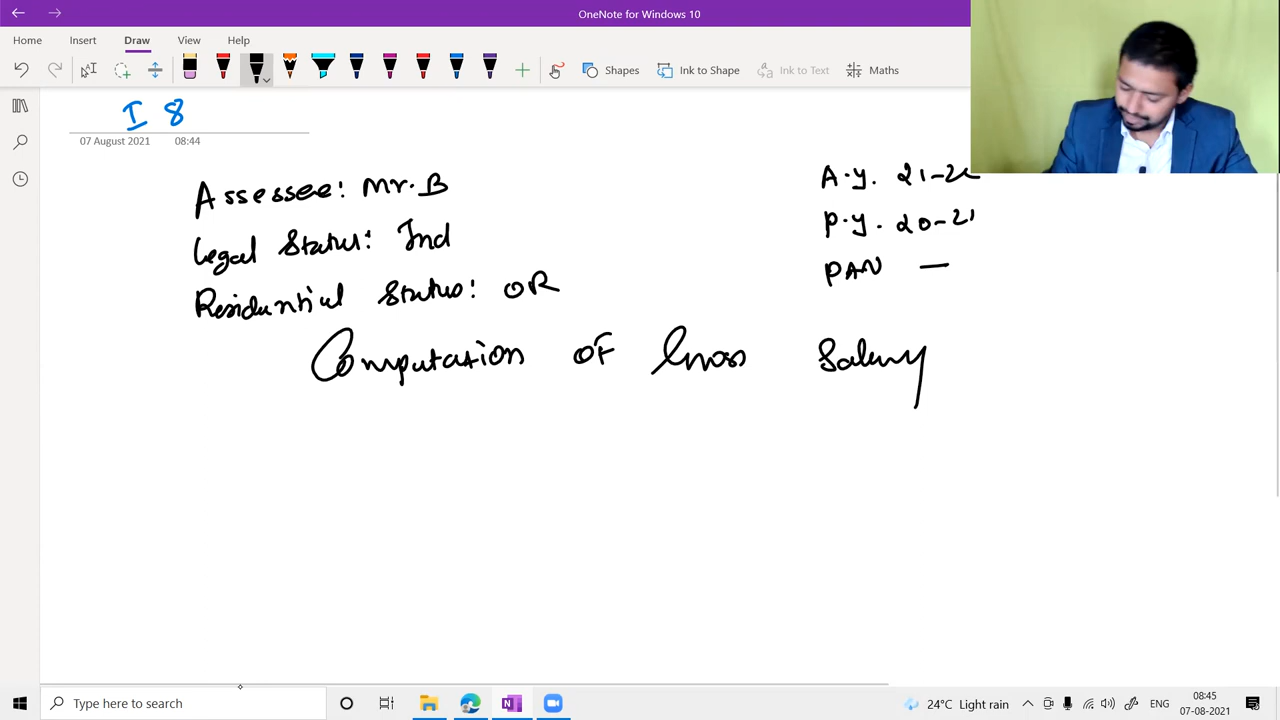 OneNote for Windows 10
Home Insert Draw View Help
Shapes Ink to Shape Ink to Text Maths
I 8
07 August 2021 08:44
Assessee: Mr. B
A.y. 21-22
Legal Status: Ind
P.y. 20-21
Residential Status: OR
PAN —
Computation OF Gross Salary
Type here to search
24°C Light rain
ENG
08:45
07-08-2021